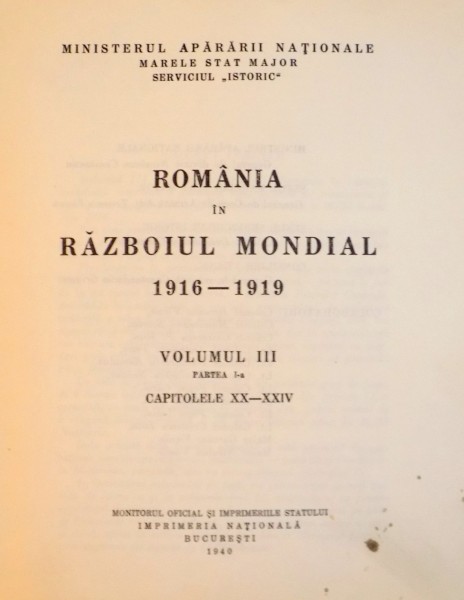 MINISTERUL APĂRĂRII NAȚIONALE
MARELE STAT MAJOR
SERVICIUL „ISTORIC“
ROMÂNIA
ÎN
RĂZBOIUL MONDIAL
1916—1919
VOLUMUL III
PARTEA I-a
CAPITOLELE XX—XXIV
MONITORUL OFICIAL ȘI IMPRIMERIILE STATULUI
IMPRIMERIA NAȚIONALĂ
BUCUREȘTI
1940